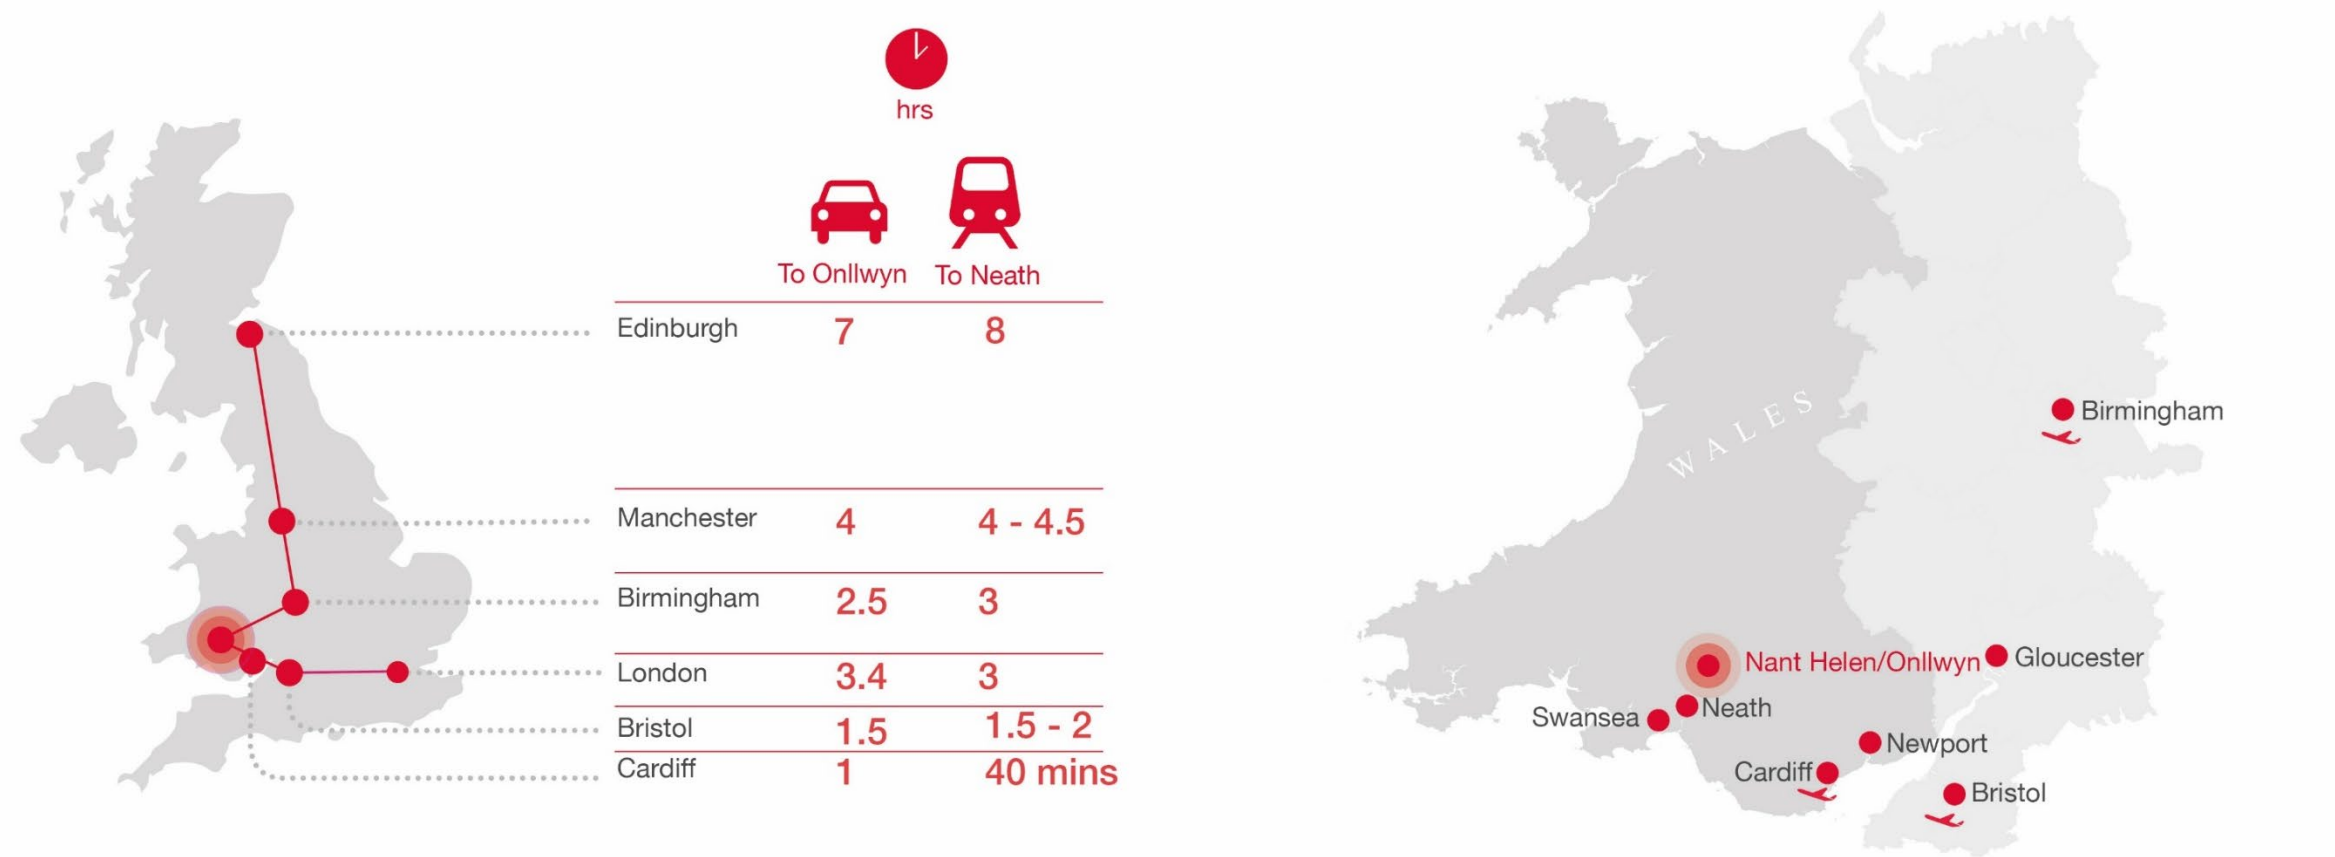 hrs
To Onllwyn To Neath
Edinburgh 7 8
Manchester 4 4 - 4.5
Birmingham 2.5 3
London 3.4 3
Bristol 1.5 1.5 - 2
Cardiff 1 40 mins
WALES
Birmingham
Nant Helen/Onllwyn
Gloucester
Neath
Swansea
Newport
Cardiff
Bristol